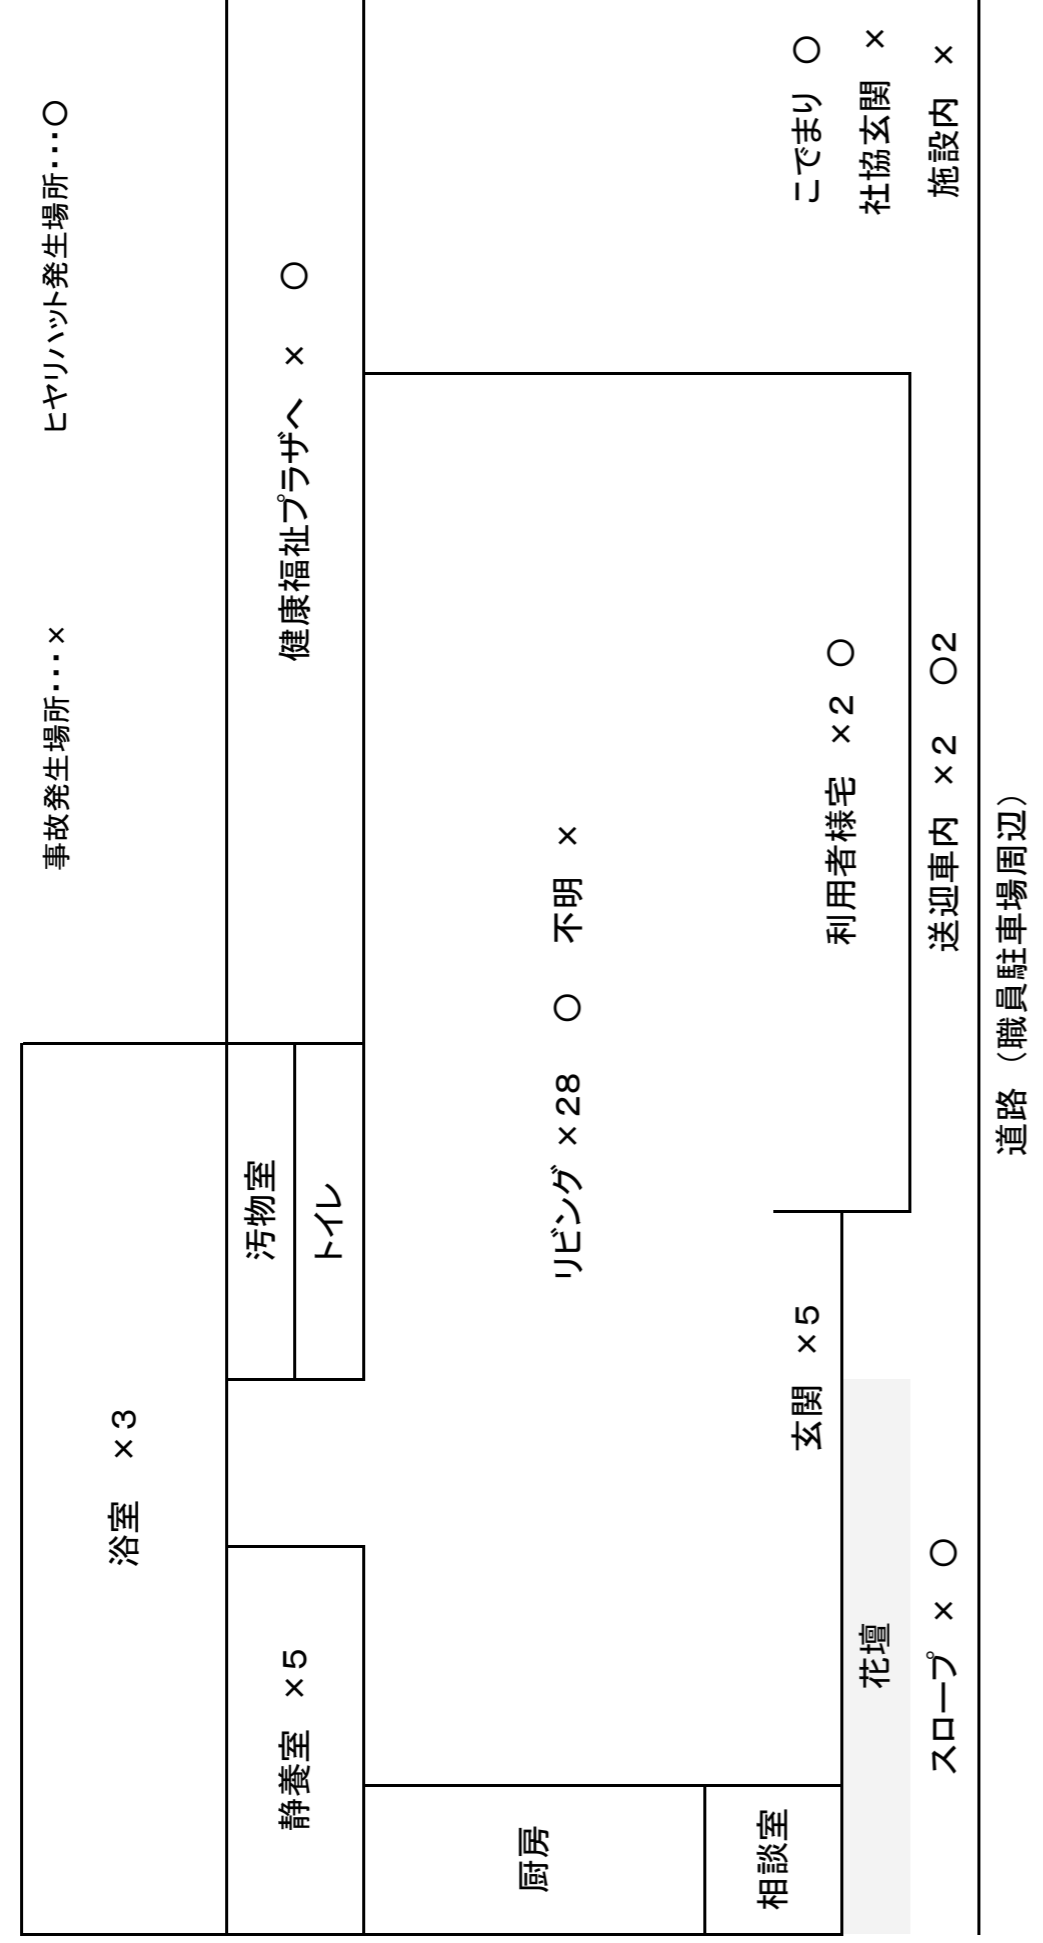 事故発生場所・・・×
ヒヤリハット発生場所・・・○
浴室 ×3
静養室 ×5
汚物室
トイレ
健康福祉プラザへ × ○
厨房
リビング×28 ○ 不明 ×
相談室
玄関 ×5
利用者様宅 ×2 ○
こでまり ○
花壇
社協玄関 ×
スロープ × ○
送迎車内 ×2 ○2
施設内 ×
道路（職員駐車場周辺）